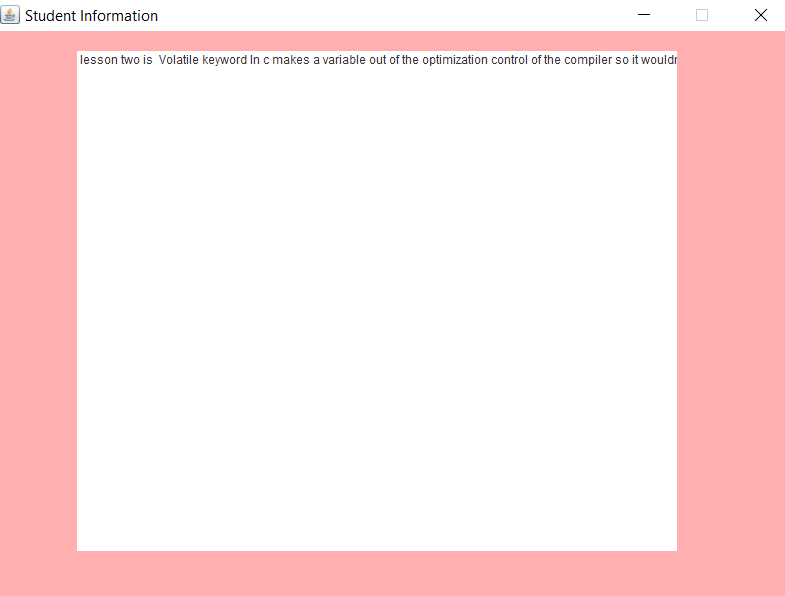 Student Information
lesson two is  Volatile keyword In c makes a variable out of the optimization control of the compiler so it